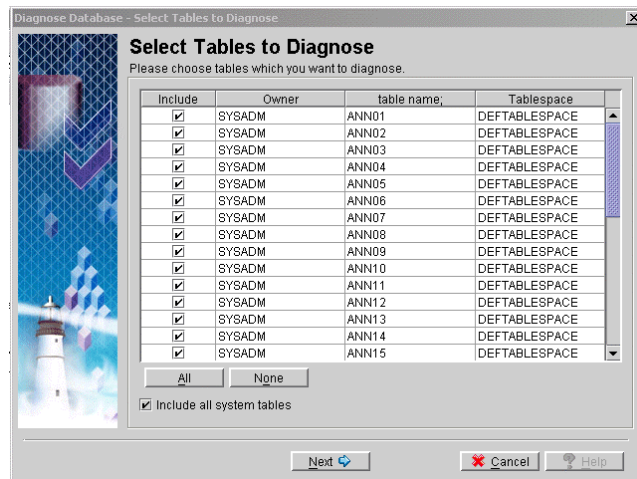 Diagnose Database - Select Tables to Diagnose
Select Tables to Diagnose
Please choose tables which you want to diagnose.
Include Owner table name; Tablespace
SYSADM ANN01 DEFTABLESPACE
SYSADM ANN02 DEFTABLESPACE
SYSADM ANN03 DEFTABLESPACE
SYSADM ANN04 DEFTABLESPACE
SYSADM ANN05 DEFTABLESPACE
SYSADM ANN06 DEFTABLESPACE
SYSADM ANN07 DEFTABLESPACE
SYSADM ANN08 DEFTABLESPACE
SYSADM ANN09 DEFTABLESPACE
SYSADM ANN10 DEFTABLESPACE
SYSADM ANN11 DEFTABLESPACE
SYSADM ANN12 DEFTABLESPACE
SYSADM ANN13 DEFTABLESPACE
SYSADM ANN14 DEFTABLESPACE
SYSADM ANN15 DEFTABLESPACE
All None
Include all system tables
Next Cancel Help